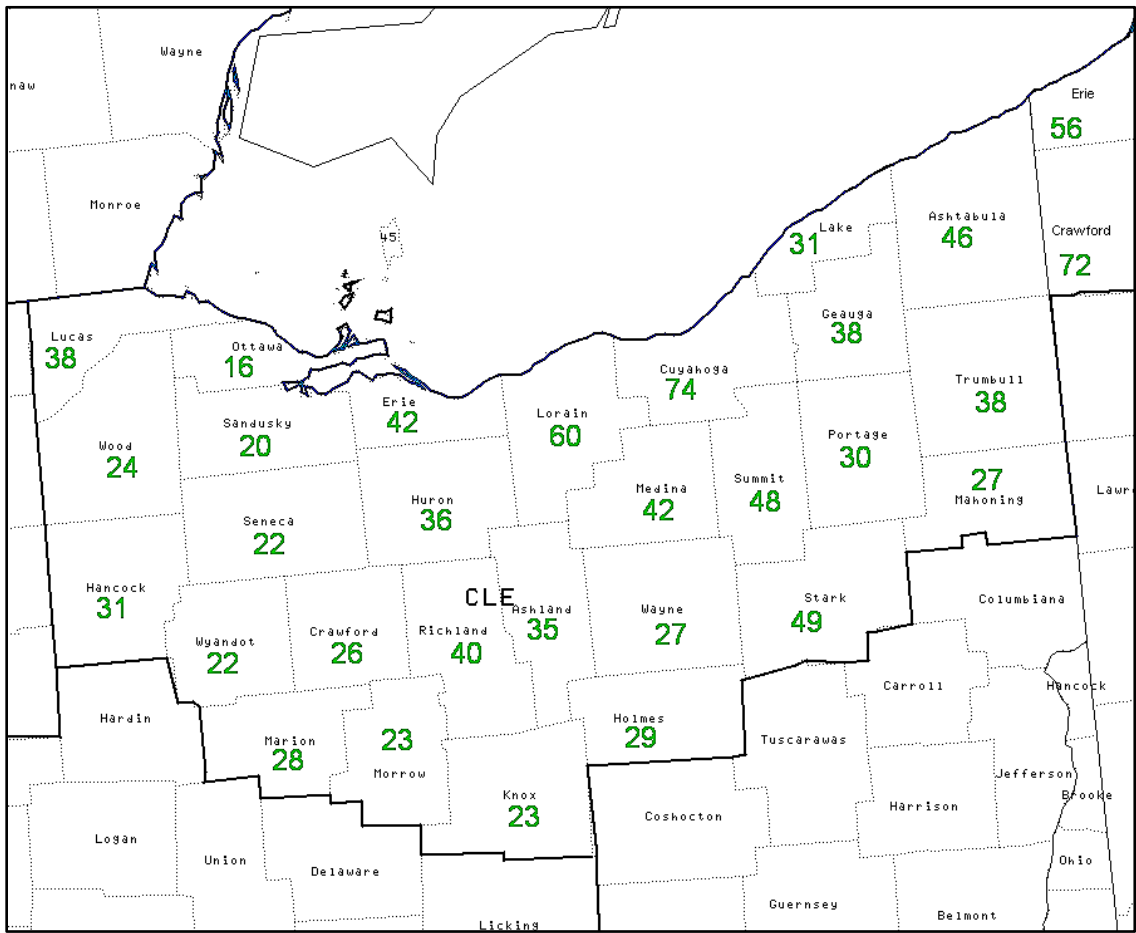 Wayne
naw
Erie
56
Monroe
Ashtabula
46
Lake
31
Crawford
72
45
Lucas
38
Ottawa
16
Geauga
38
Cuyahoga
74
Trumbull
38
Erie
42
Lorain
60
Sandusky
20
Portage
30
Wood
24
Summit
48
27
Mahoning
Medina
42
Lawr
Huron
36
Seneca
22
Hancock
31
CLE
Ashland
35
Wayne
27
Stark
49
Columbiana
Wyandot
22
Crawford
26
Richland
40
Carroll
Hancock
Hardin
Holmes
29
Marion
28
23
Morrow
Tuscarawas
Jefferson
Brooke
Knox
23
Coshocton
Harrison
Logan
Union
Delaware
Ohio
Guernsey
Belmont
Licking